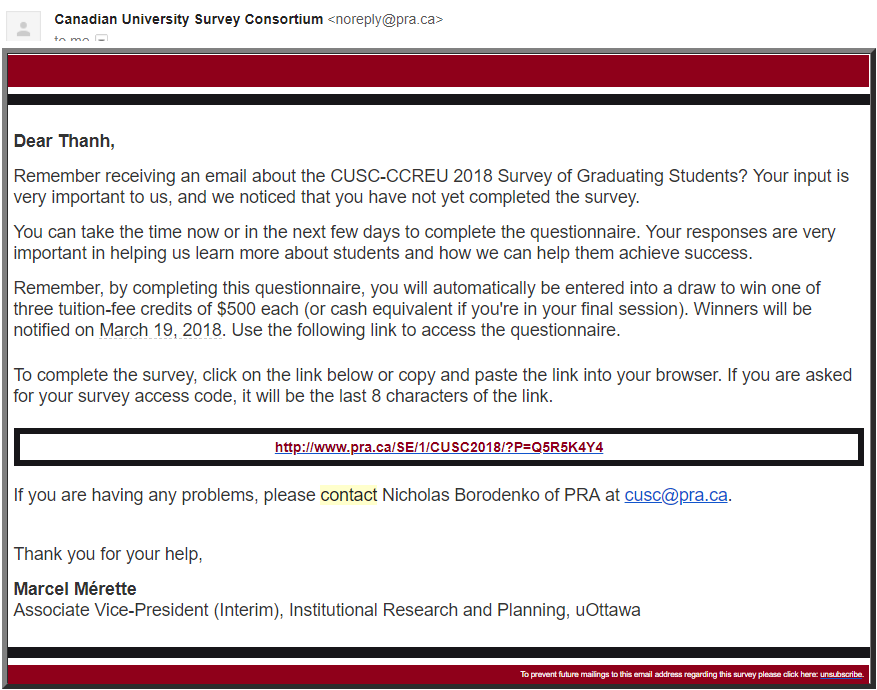 Canadian University Survey Consortium <noreply@pra.ca>
to me
Dear Thanh,
Remember receiving an email about the CUSC-CCREU 2018 Survey of Graduating Students? Your input is
very important to us, and we noticed that you have not yet completed the survey.
You can take the time now or in the next few days to complete the questionnaire. Your responses are very
important in helping us learn more about students and how we can help them achieve success.
Remember, by completing this questionnaire, you will automatically be entered into a draw to win one of
three tuition-fee credits of $500 each (or cash equivalent if you're in your final session). Winners will be
notified on March 19, 2018. Use the following link to access the questionnaire.
To complete the survey, click on the link below or copy and paste the link into your browser. If you are asked
for your survey access code, it will be the last 8 characters of the link.
http://www.pra.ca/SE/1/CUSC2018/?P=Q5R5K4Y4
If you are having any problems, please contact Nicholas Borodenko of PRA at cusc@pra.ca.
Thank you for your help,
Marcel Mérette
Associate Vice-President (Interim), Institutional Research and Planning, uOttawa
To prevent future mailings to this email address regarding this survey please click here: unsubscribe.